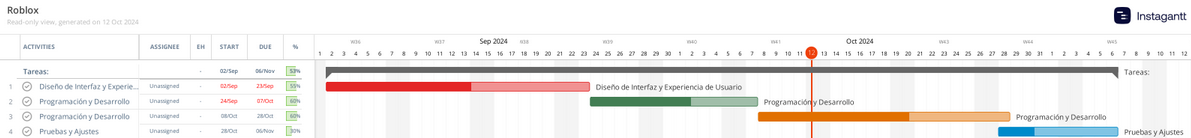 Roblox
Read-only view, generated on 12 Oct 2024
Instagantt
ACTIVITIES ASSIGNEE EH START DUE %
W36 W37 Sep 2024 W38 W39 W40 W41 Oct 2024 W43 W44 W45
1 2 3 4 5 6 7 8 9 10 11 12 13 14 15 16 17 18 19 20 21 22 23 24 25 26 27 28 29 30 1 2 3 4 5 6 7 8 9 10 11 12 13 14 15 16 17 18 19 20 21 22 23 24 25 26 27 28 29 30 31 1 2 3 4 5 6 7 8 9 10 11 12
Tareas: - 02/Sep 06/Nov 53% Tareas:
1 Diseño de Interfaz y Experie... Unassigned - 02/Sep 23/Sep 55% Diseño de Interfaz y Experiencia de Usuario
2 Programación y Desarrollo Unassigned - 24/Sep 07/Oct 60% Programación y Desarrollo
3 Programación y Desarrollo Unassigned - 08/Oct 28/Oct 60% Programación y Desarrollo
4 Pruebas y Ajustes Unassigned - 28/Oct 06/Nov 30% Pruebas y Ajustes